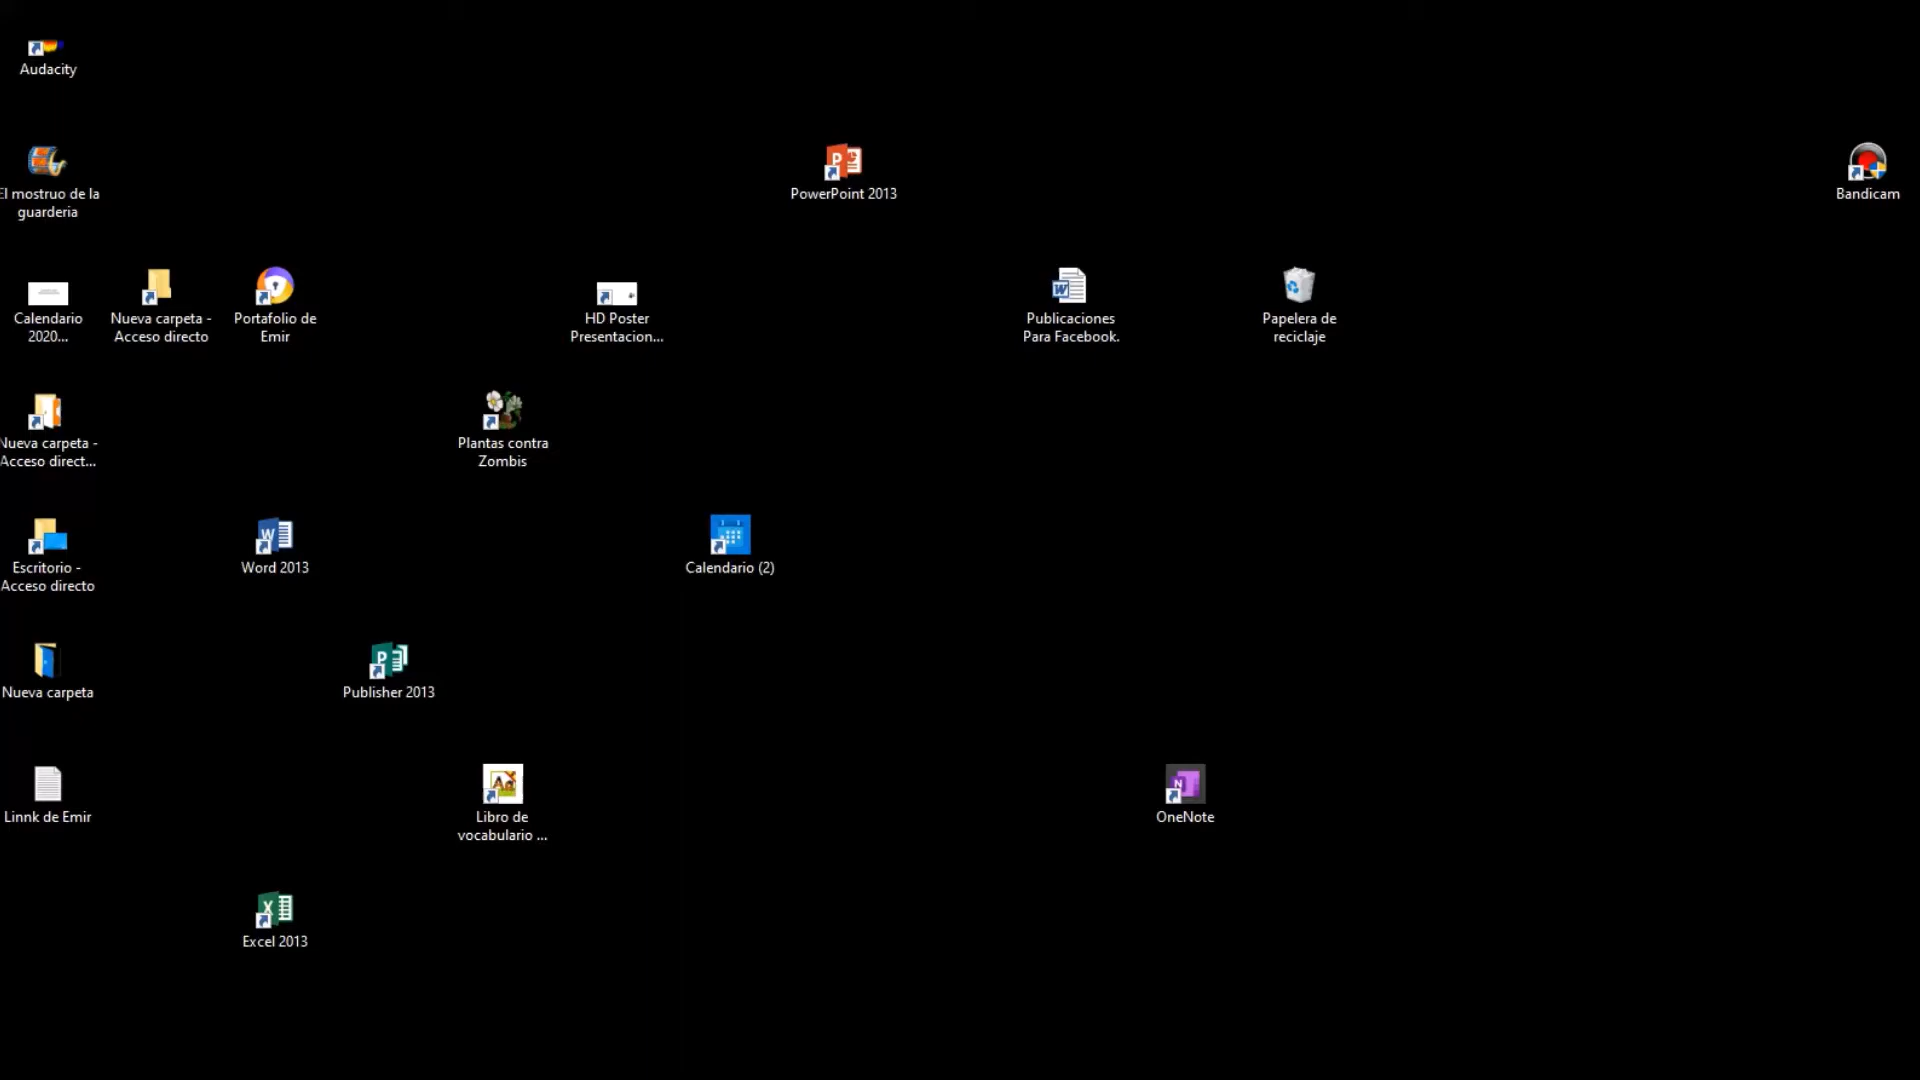 Audacity
El mostruo de la
guarderia
PowerPoint 2013
Bandicam
Calendario
2020...
Nueva carpeta -
Acceso directo
Portafolio de
Emir
HD Poster
Presentacion...
Publicaciones
Para Facebook.
Papelera de
reciclaje
Nueva carpeta -
Acceso direct...
Plantas contra
Zombis
Escritorio -
Acceso directo
Word 2013
Calendario (2)
Nueva carpeta
Publisher 2013
Linnk de Emir
Libro de
vocabulario ...
OneNote
Excel 2013